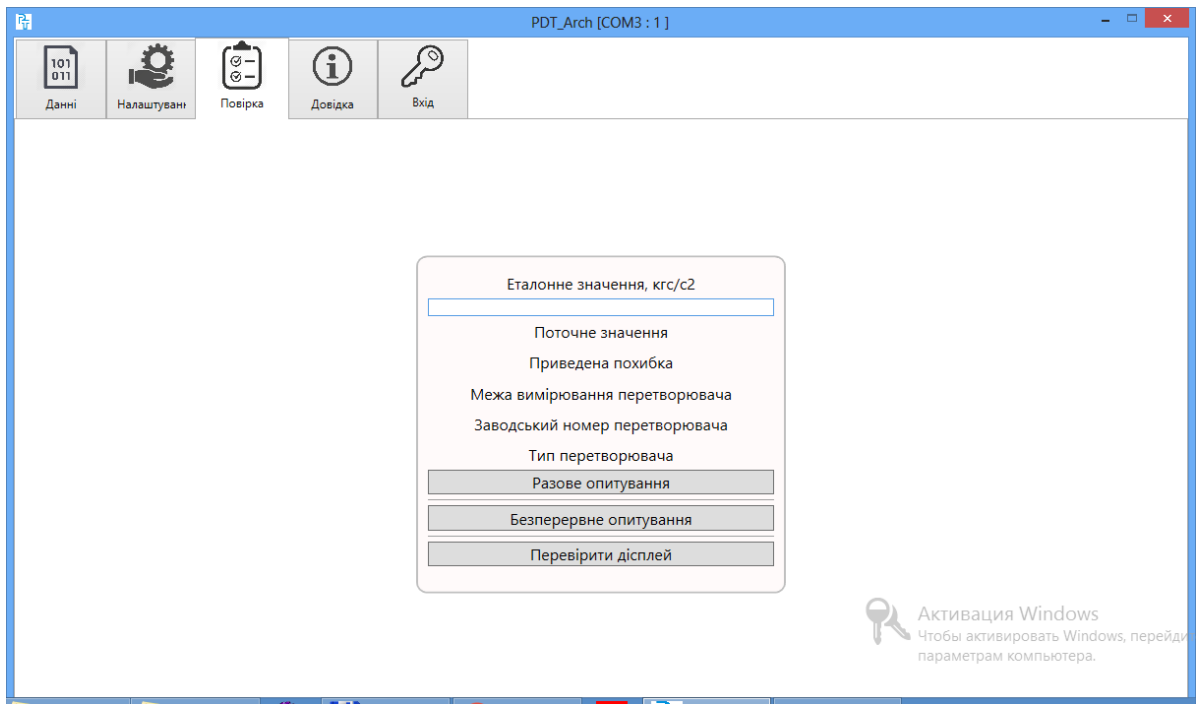 PDT_Arch [COM3 : 1 ]
101
011
Данні
Налаштуванн
Повірка
Довідка
Вхід
Еталонне значення, кгс/с2
Поточне значення
Приведена похибка
Межа вимірювання перетворювача
Заводський номер перетворювача
Тип перетворювача
Разове опитування
Безперервне опитування
Перевірити дісплей
Активация Windows
Чтобы активировать Windows, перейди
параметрам компьютера.